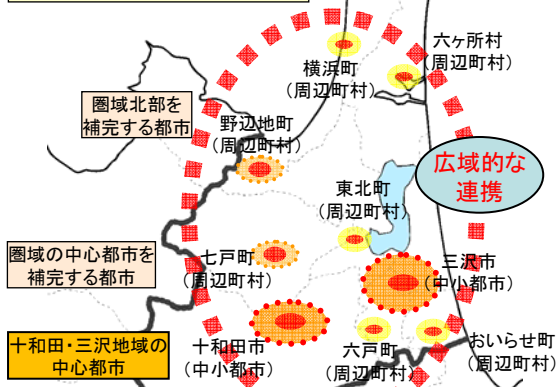 六ヶ所村
(周辺町村)
横浜町
(周辺町村)
圏域北部を
補完する都市
野辺地町
(周辺町村)
広域的な
連携
東北町
(周辺町村)
圏域の中心都市を
補完する都市
七戸町
(周辺町村)
三沢市
(中小都市)
十和田・三沢地域の
中心都市
十和田市
(中小都市)
六戸町
(周辺町村)
おいらせ町
(周辺町村)